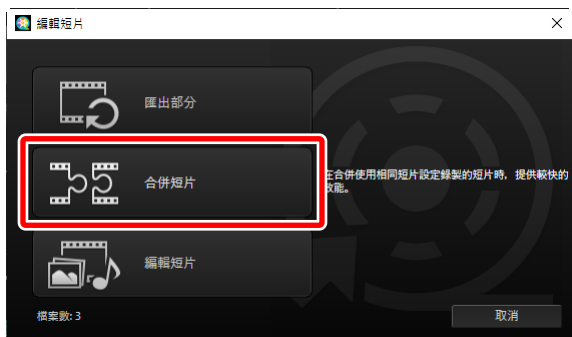 編輯短片
匯出部分
合併短片
在合併使用相同短片設定錄製的短片時，提供較快的
效能。
編輯短片
檔案數: 3
取消